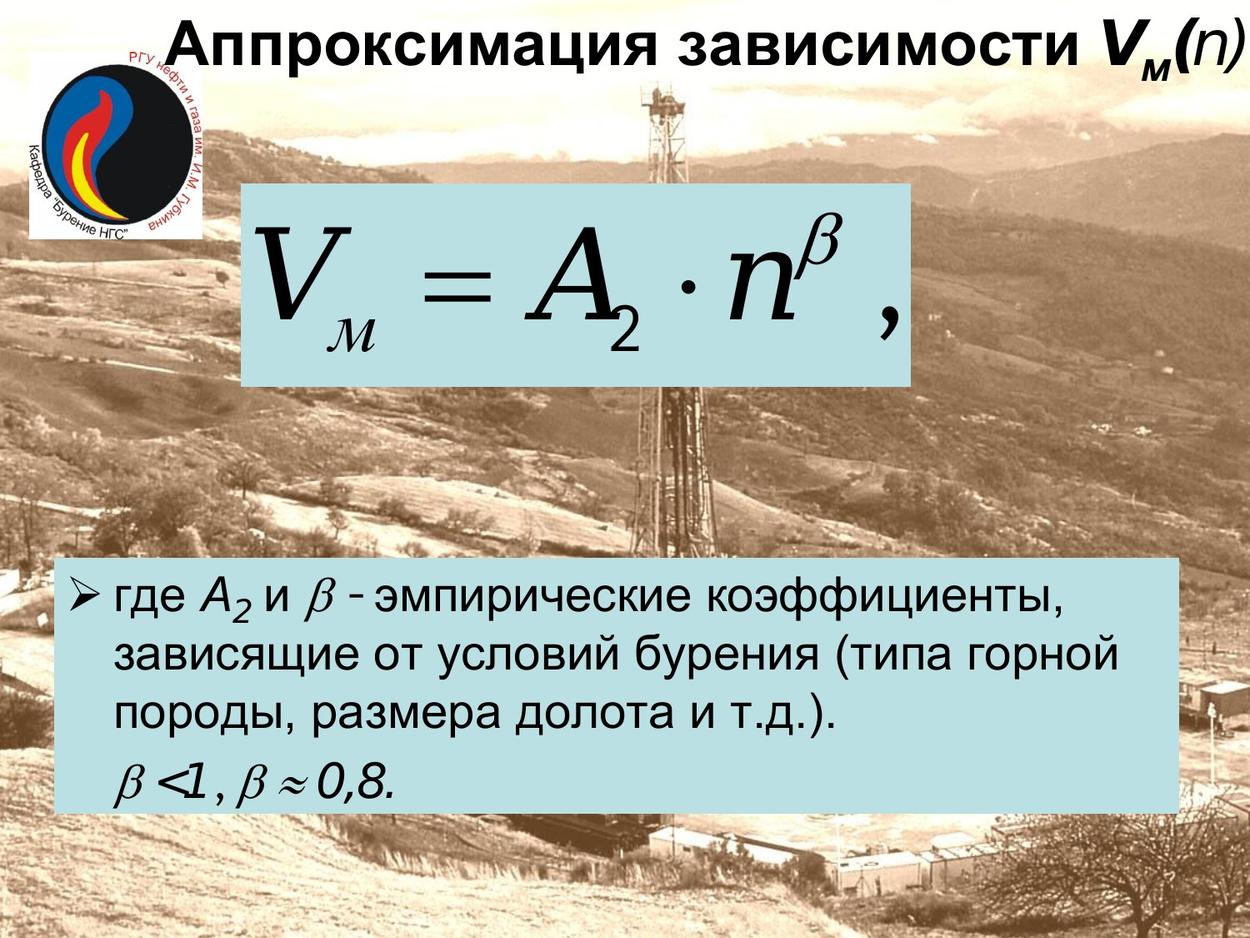 Аппроксимация зависимости Vм(n)
РГУ нефти и газа им. И.М. Губкина
Кафедра "Бурение НГС"
Vм = A2 · n^β ,
➢ где A2 и β - эмпирические коэффициенты,
зависящие от условий бурения (типа горной
породы, размера долота и т.д.).
β <1, β ≈ 0,8.